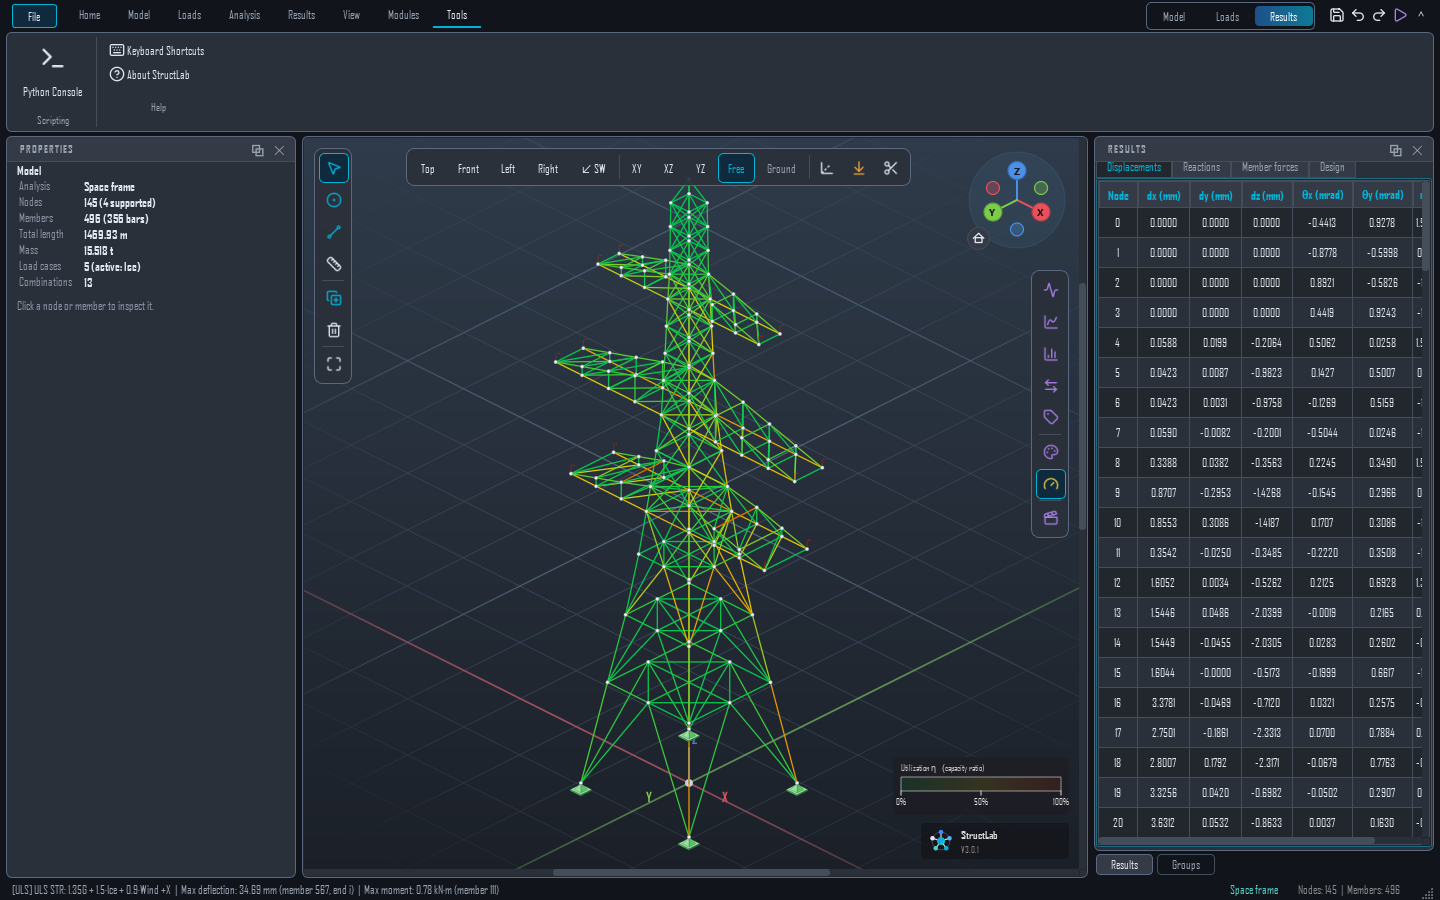 File Home Model Loads Analysis Results View Modules Tools
Model Loads Results
Python Console
Keyboard Shortcuts
About StructLab
Scripting
Help
PROPERTIES
Model
Analysis Space frame
Nodes 145 (4 supported)
Members 496 (356 bars)
Total length 1469.93 m
Mass 15.518 t
Load cases 5 (active: Ice)
Combinations 13
Click a node or member to inspect it.
Top Front Left Right SW XY XZ YZ Free Ground
Z
Y X
Z
Y X
Utilization η (capacity ratio)
0% 50% 100%
StructLab
V3.0.1
RESULTS
Displacements Reactions Member forces Design
Node dx (mm) dy (mm) dz (mm) θx (mrad) θy (mrad)
0 0.0000 0.0000 0.0000 -0.4413 0.9278
1 0.0000 0.0000 0.0000 -0.8778 -0.5998
2 0.0000 0.0000 0.0000 0.8921 -0.5826
3 0.0000 0.0000 0.0000 0.4419 0.9243
4 0.0588 0.0199 -0.2064 0.5062 0.0258
5 0.0423 0.0087 -0.9823 0.1427 0.5007
6 0.0423 0.0031 -0.9758 -0.1269 0.5159
7 0.0590 -0.0082 -0.2001 -0.5044 0.0246
8 0.3388 0.0382 -0.3563 0.2245 0.3490
9 0.8707 -0.2953 -1.4268 -0.1545 0.2966
10 0.8553 0.3086 -1.4187 0.1707 0.3086
11 0.3542 -0.0250 -0.3485 -0.2220 0.3508
12 1.6052 0.0034 -0.5262 0.2125 0.6928
13 1.5446 0.0486 -2.0399 -0.0019 0.2165
14 1.5449 -0.0455 -2.0305 0.0283 0.2602
15 1.6044 -0.0000 -0.5173 -0.1999 0.6617
16 3.3781 -0.0469 -0.7120 0.0321 0.2575
17 2.7501 -0.1861 -2.3313 0.0700 0.7884
18 2.8007 0.1792 -2.3171 -0.0679 0.7763
19 3.3256 0.0420 -0.6982 -0.0502 0.2907
20 3.6312 0.0532 -0.8633 0.0037 0.1630
Results Groups
[ULS] ULS STR: 1.35G + 1.5·Ice + 0.9·Wind +X | Max deflection: 34.69 mm (member 567, end i) | Max moment: 0.78 kN·m (member 111)
Space frame Nodes: 145 | Members: 496